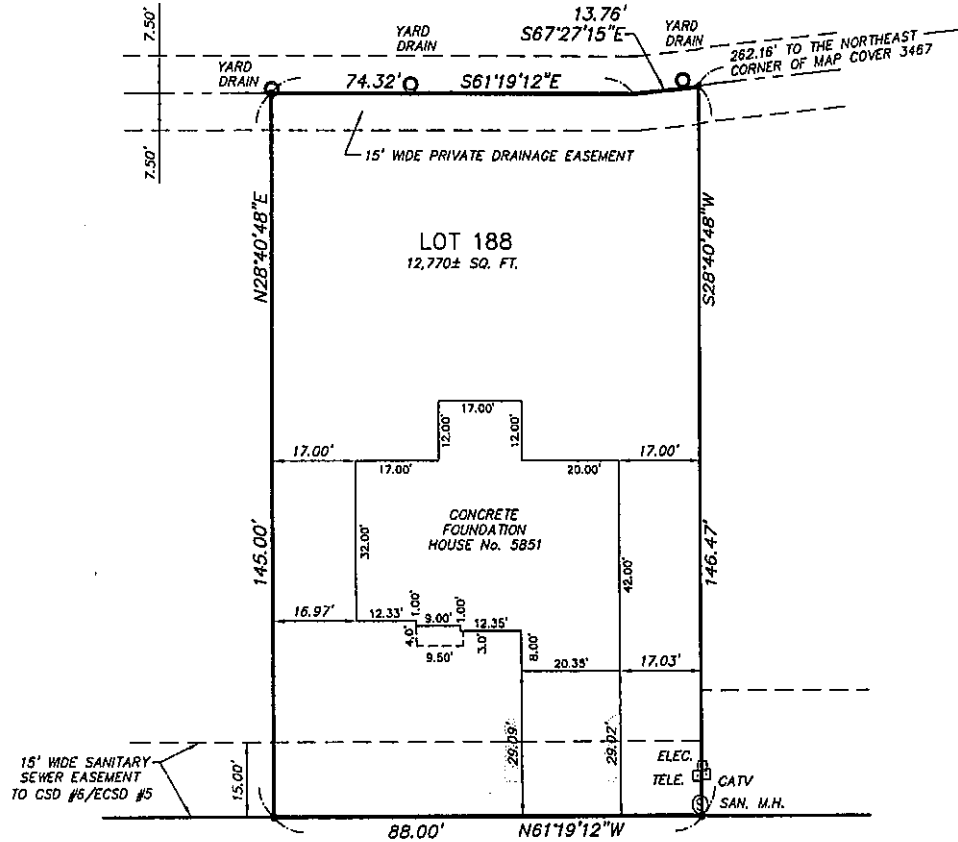 13.76'
S67°27'15"E
YARD
DRAIN
YARD
DRAIN
YARD
DRAIN
262.16' TO THE NORTHEAST
CORNER OF MAP COVER 3467
7.50'
7.50'
74.32'
S61°19'12"E
15' WIDE PRIVATE DRAINAGE EASEMENT
N28°40'48"E
S28°40'48"W
LOT 188
12,770± SQ. FT.
17.00'
12.00'
12.00'
17.00'
17.00'
20.00'
17.00'
CONCRETE
FOUNDATION
HOUSE No. 5851
32.00'
42.00'
145.00'
146.47'
16.97'
12.33'
1.00'
9.00'
1.00'
12.35'
4.0'
9.50'
3.0'
8.00'
20.35'
17.03'
29.09'
29.02'
15' WIDE SANITARY
SEWER EASEMENT
TO CSD #6/ECSD #5
15.00'
ELEC.
TELE.
CATV
S
SAN. M.H.
88.00'
N61°19'12"W